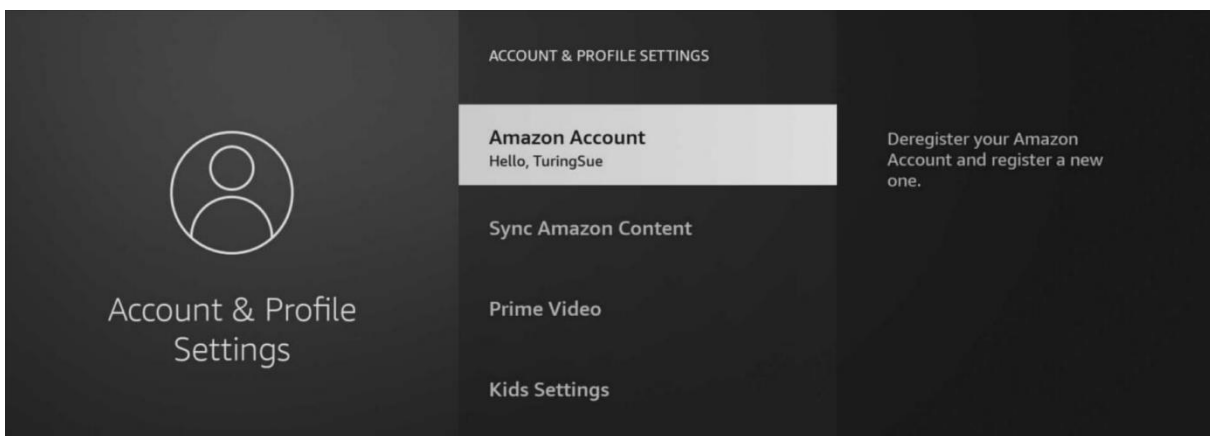 Account & Profile
Settings
ACCOUNT & PROFILE SETTINGS
Amazon Account
Hello, TuringSue
Sync Amazon Content
Prime Video
Kids Settings
Deregister your Amazon
Account and register a new
one.